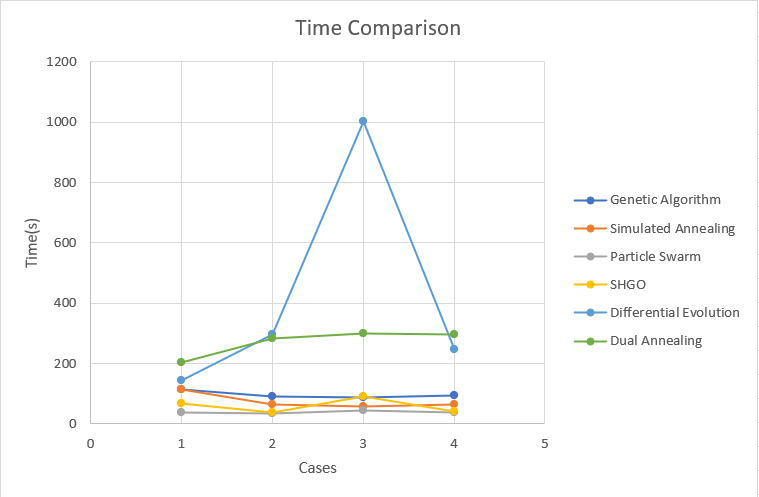 Time Comparison
1200
1000
800
600
400
200
0
Time(s)
0 1 2 3 4 5
Cases
Genetic Algorithm
Simulated Annealing
Particle Swarm
SHGO
Differential Evolution
Dual Annealing